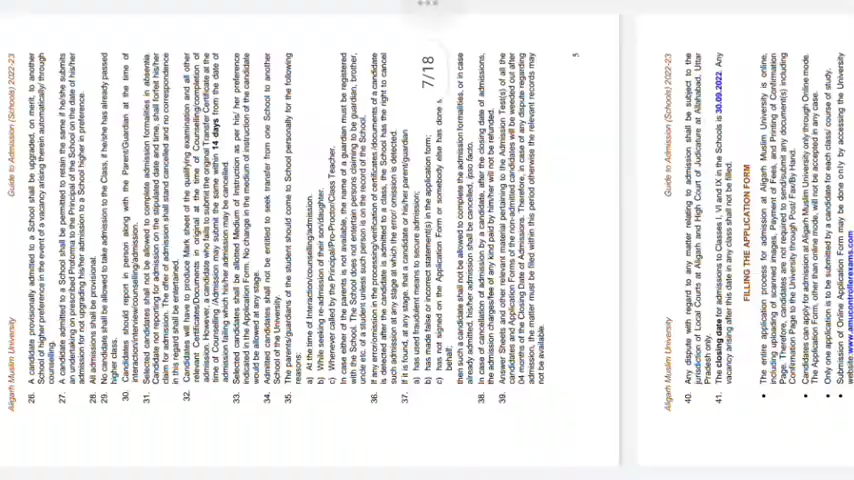 Aligarh Muslim University
Guide to Admission (Schools) 2022-23
26. A candidate provisionally admitted to a School shall be upgraded, on merit, to another
School of higher preference in the event of a vacancy arising therein automatically/ through
counselling.
27. A candidate admitted to a School shall be permitted to retain the same if he/she submits
an undertaking on prescribed Proforma to the Principal of the School on the date of his/her
admission for not upgrading his/her admission to a School higher in preference.
28. All admissions shall be provisional.
29. No candidate shall be allowed to take admission to the Class, if he/she has already passed
higher class.
30. Candidates should report in person along with the Parent/Guardian at the time of
interaction/interview/counselling/admission.
31. Selected candidates shall not be allowed to complete admission formalities in absentia.
Candidate not reporting for admission on the stipulated date and time, shall forfeit his/her
claim for admission. The offer of admission shall stand cancelled and no correspondence
in this regard shall be entertained.
32. Candidates will have to produce Mark sheet of the qualifying examination and all other
relevant Certificates/Documents in original at the time of Counselling/completion of
admission. However, a candidate who fails to submit the original Transfer Certificate at the
time of Counselling /Admission may submit the same within 14 days from the date of
admission failing which his/her admission may be cancelled.
33. Selected candidates shall be allotted Medium of Instruction as per his/ her preference
indicated in the Application Form. No change in the medium of instruction of the candidate
would be allowed at any stage.
34. Admitted candidates shall not be entitled to seek transfer from one School to another
School of the University.
35. The parents/guardians of the student should come to School personally for the following
reasons:
a) At the time of Interaction/counselling/admission.
b) While seeking re-admission of their son/daughter.
c) Whenever called by the Principal/Pro-Proctor/Class Teacher.
In case either of the parents is not available, the name of a guardian must be registered
with the School. The School does not entertain persons claiming to be guardian, brother,
uncle etc. of a student unless such person is on the record of the School.
36. If any error/omission in the processing/verification of certificates /documents of a candidate
is detected after the candidate is admitted to a class, the School has the right to cancel
such admission at any stage at which the error/ omission is detected.
37. If it is found at any stage, that a candidate or his/her parent/guardian
a) has used fraudulent means to secure admission;
b) has made false or incorrect statement(s) in the application form;
c) has not signed on the Application Form or somebody else has done
behalf;
then such a candidate shall not be allowed to complete the admission formalities, or in case
already admitted, his/her admission shall be cancelled, ipso facto.
38. In case of cancellation of admission by a candidate, after the closing date of admissions,
the admission charges/fee of any kind paid by him/her will not be refunded.
39. Answer Sheets and other relevant material pertaining to the Admission Test(s) of all the
candidates and Application Forms of the non-admitted candidates will be weeded out after
04 months of the Closing Date of Admissions. Therefore, in case of any dispute regarding
admission, the matter must be filed within this period otherwise the relevant records may
not be available.
5
7/18
Aligarh Muslim University
Guide to Admission (Schools) 2022-23
40. Any dispute with regard to any matter relating to admission shall be subject to the
jurisdiction of Local Courts at Aligarh and High Court of Judicature at Allahabad, Uttar
Pradesh only.
41. The closing date for admissions to Classes I, VI and IX in the Schools is 30.09.2022. Any
vacancy arising after this date in any class shall not be filled.
FILLING THE APPLICATION FORM
• The entire application process for admission at Aligarh Muslim University is online,
including uploading of scanned images, Payment of Fees, and Printing of Confirmation
Page. Therefore, candidates are not required to send/submit any document(s) including
Confirmation Page to the University through Post/ Fax/By Hand.
• Candidates can apply for admission at Aligarh Muslim University only through Online mode.
The Application Form, other than online mode, will not be accepted in any case.
• Only one application is to be submitted by a candidate for each class/ course of study.
• Submission of Online Application Form may be done only by accessing the University
website www.amucontrollerexams.com